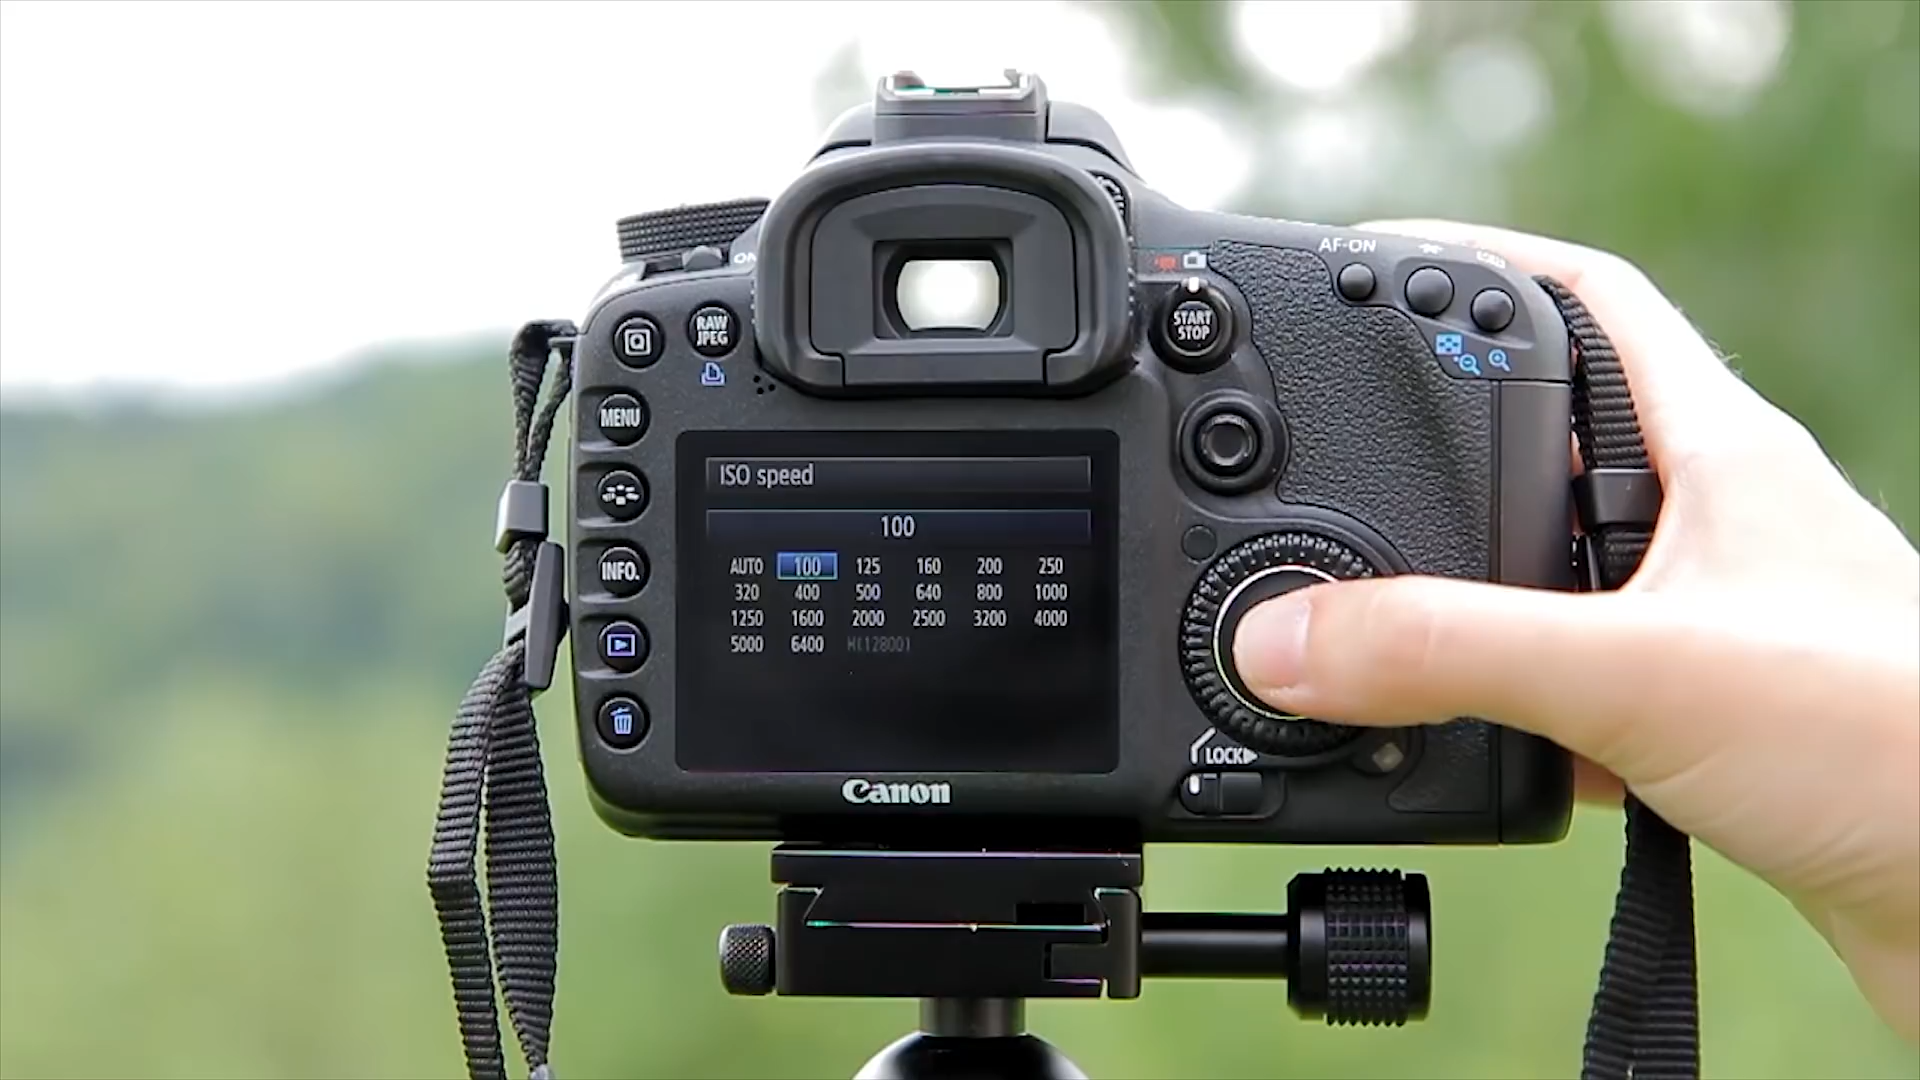 ON
AF-ON
RAW
JPEG
START
STOP
Q
MENU
ISO speed
100
AUTO 100 125 160 200 250
320 400 500 640 800 1000
1250 1600 2000 2500 3200 4000
5000 6400 H(12800)
INFO.
LOCK
Canon